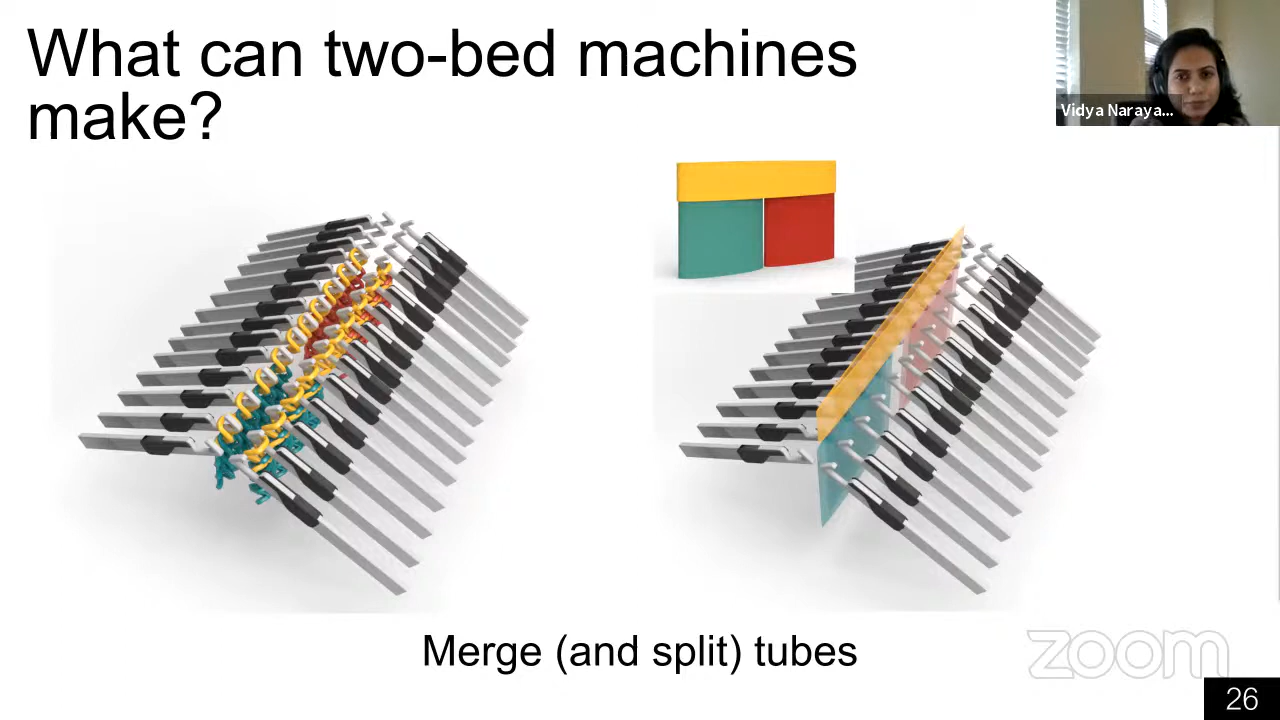 What can two-bed machines
make?
Vidya Naraya...
Merge (and split) tubes
zoom
26